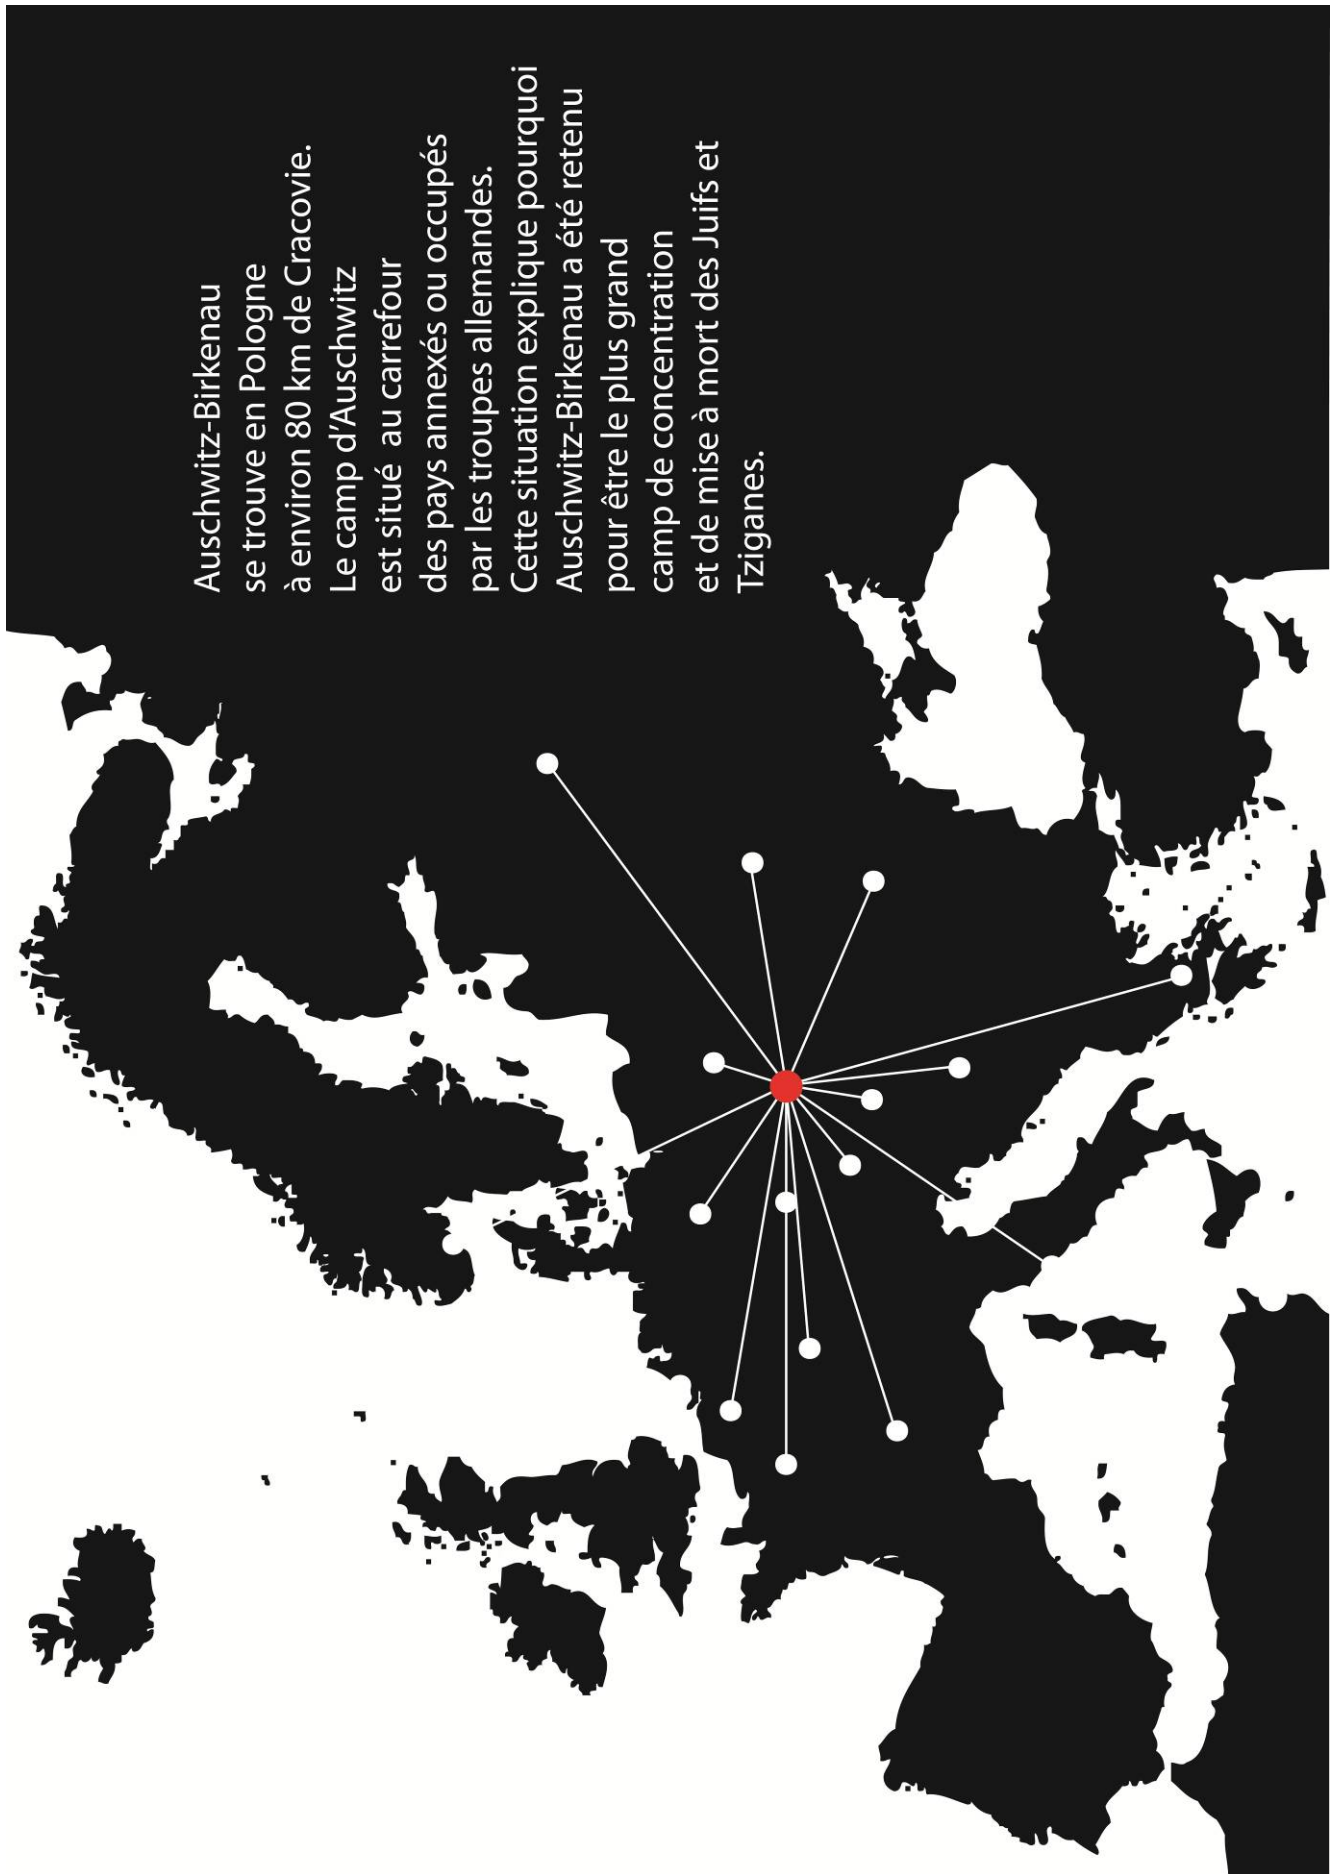 Auschwitz-Birkenau
se trouve en Pologne
à environ 80 km de Cracovie.
Le camp d’Auschwitz
est situé  au carrefour
des pays annexés ou occupés
par les troupes allemandes.
Cette situation explique pourquoi
Auschwitz-Birkenau a été retenu
pour être le plus grand
camp de concentration
et de mise à mort des Juifs et
Tziganes.